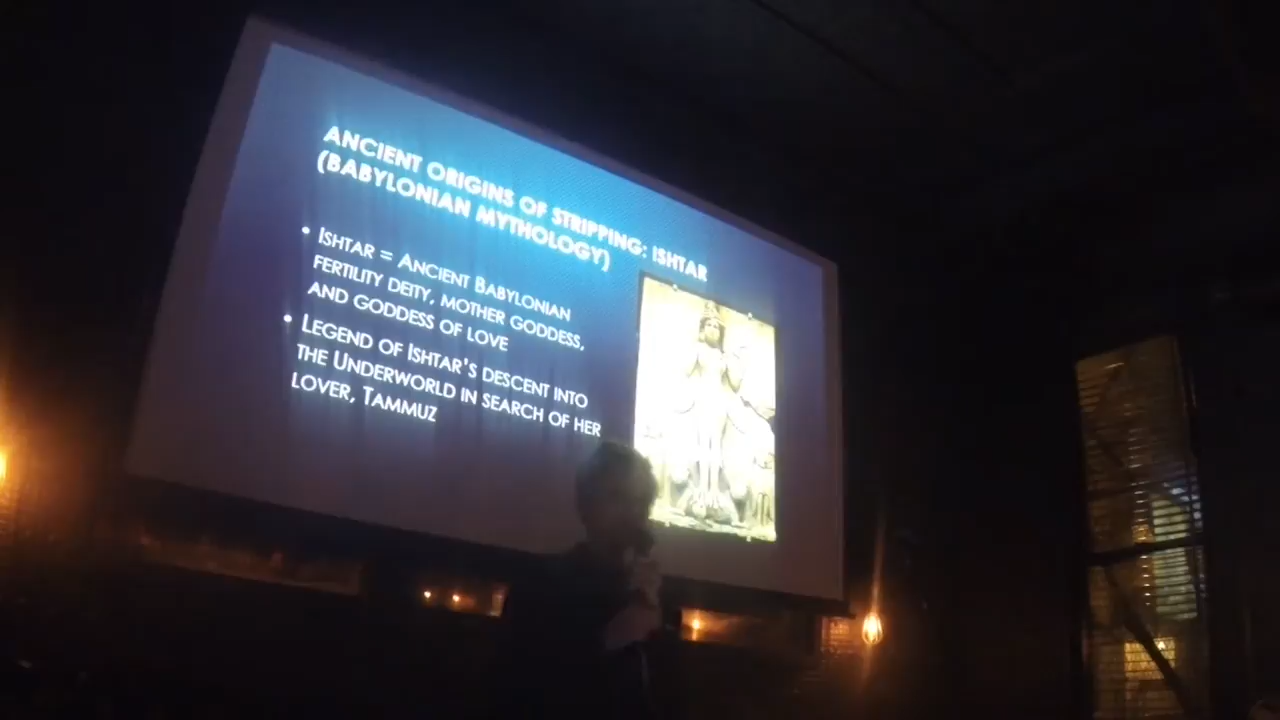 ANCIENT ORIGINS OF STRIPPING: ISHTAR
(BABYLONIAN MYTHOLOGY)
• ISHTAR = ANCIENT BABYLONIAN
FERTILITY DEITY, MOTHER GODDESS,
AND GODDESS OF LOVE
• LEGEND OF ISHTAR'S DESCENT INTO
THE UNDERWORLD IN SEARCH OF HER
LOVER, TAMMUZ